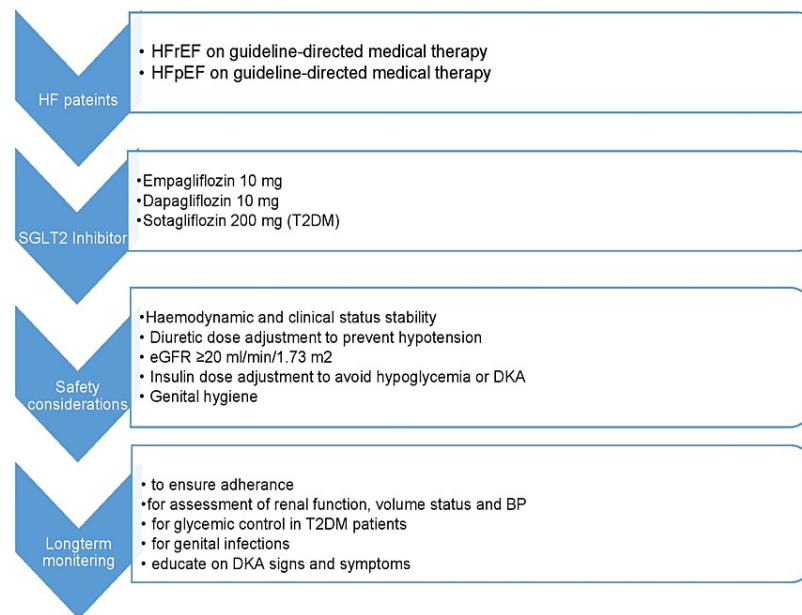 HF pateints
• HFrEF on guideline-directed medical therapy
• HFpEF on guideline-directed medical therapy
SGLT2 Inhibitor
•Empagliflozin 10 mg
•Dapagliflozin 10 mg
•Sotagliflozin 200 mg (T2DM)
Safety
considerations
•Haemodynamic and clinical status stability
• Diuretic dose adjustment to prevent hypotension
• eGFR ≥20 ml/min/1.73 m2
• Insulin dose adjustment to avoid hypoglycemia or DKA
• Genital hygiene
Longterm
monitering
• to ensure adherance
•for assessment of renal function, volume status and BP
• for glycemic control in T2DM patients
• for genital infections
• educate on DKA signs and symptoms